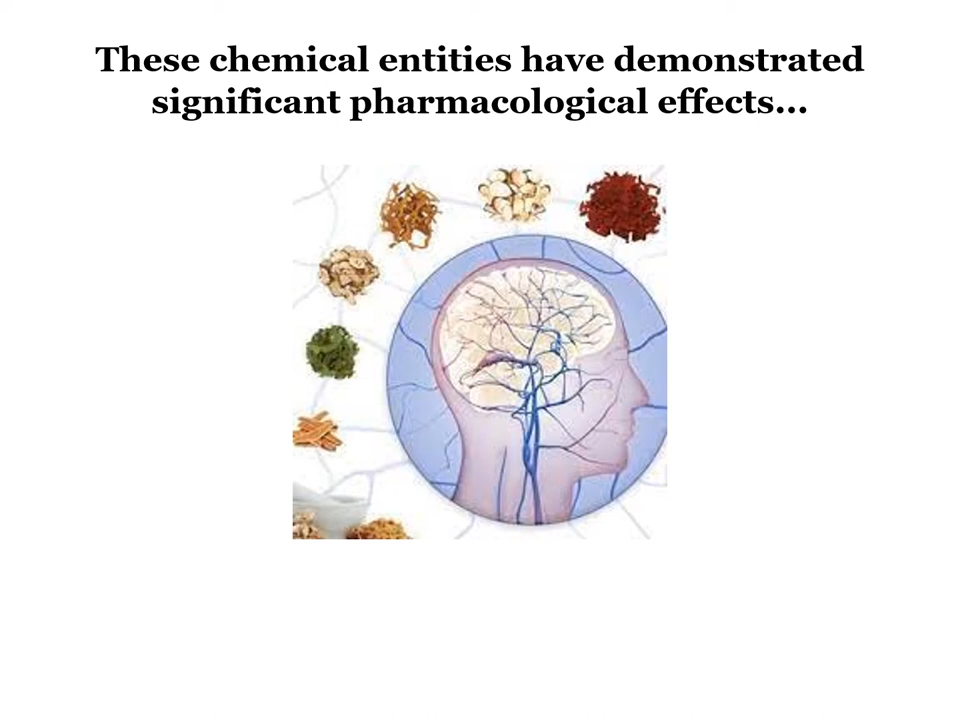 These chemical entities have demonstrated
significant pharmacological effects...